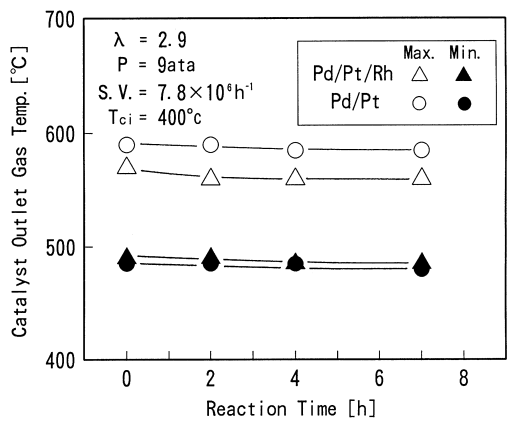 700
λ = 2.9
P = 9ata
S.V. = 7.8×10⁶h⁻¹
Tci = 400°c
Max. Min.
Pd/Pt/Rh △ ▲
Pd/Pt ○ ●
600
500
400
Catalyst Outlet Gas Temp. [℃]
0 2 4 6 8
Reaction Time [h]